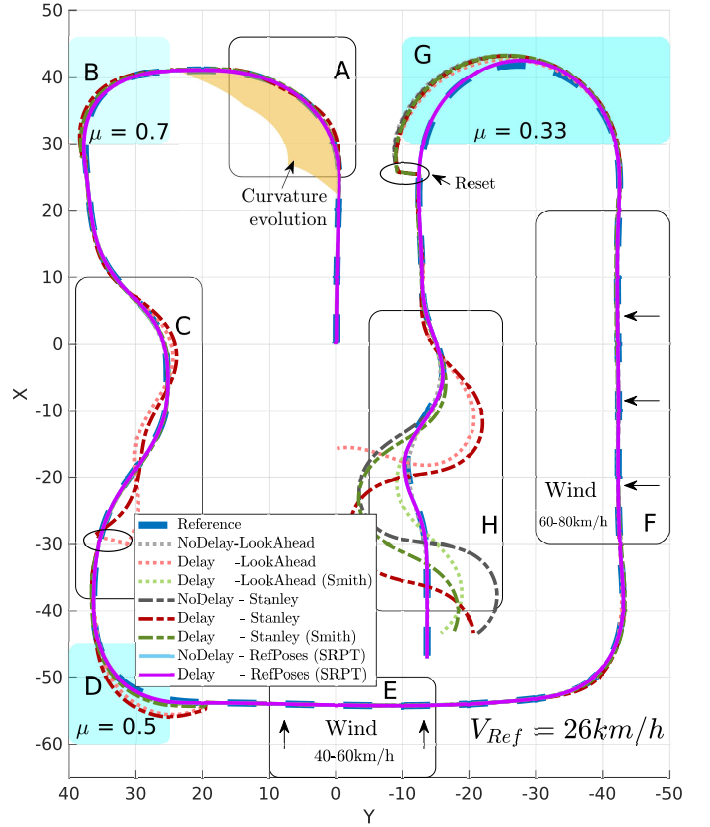 50
40
30
20
10
0
-10
-20
-30
-40
-50
-60
X
B
μ = 0.7
A
Curvature
evolution
G
μ = 0.33
Reset
C
Wind
60-80km/h
F
H
Reference
NoDelay-LookAhead
Delay -LookAhead
Delay -LookAhead (Smith)
NoDelay - Stanley
Delay - Stanley
Delay - Stanley (Smith)
NoDelay - RefPoses (SRPT)
Delay - RefPoses (SRPT)
D
μ = 0.5
E
Wind
40-60km/h
V_Ref = 26km/h
40 30 20 10 0 -10 -20 -30 -40 -50
Y